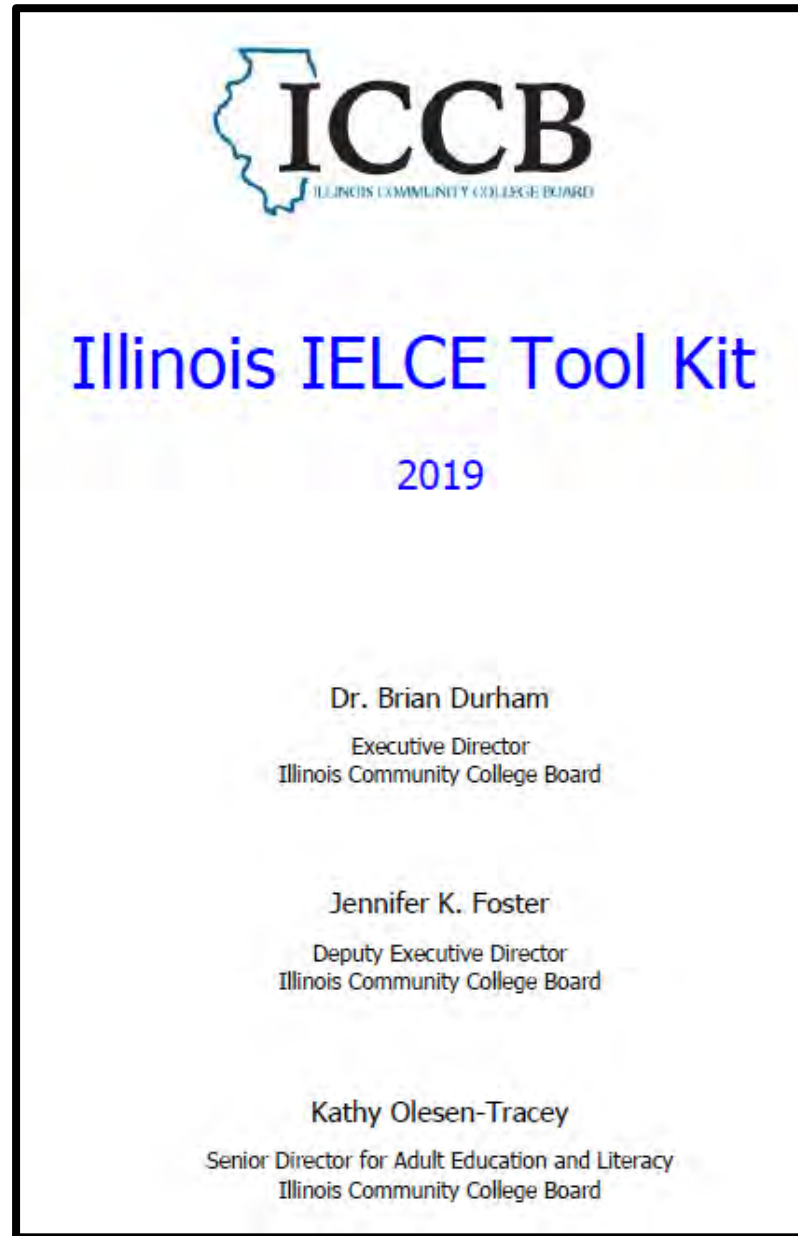 ICCB
ILLINOIS COMMUNITY COLLEGE BOARD
Illinois IELCE Tool Kit
2019
Dr. Brian Durham
Executive Director
Illinois Community College Board
Jennifer K. Foster
Deputy Executive Director
Illinois Community College Board
Kathy Olesen-Tracey
Senior Director for Adult Education and Literacy
Illinois Community College Board